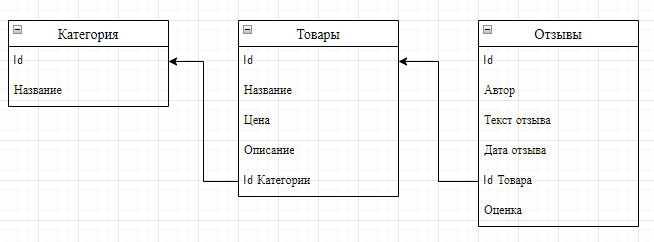 Категория
Id
Название
Товары
Id
Название
Цена
Описание
Id Категории
Отзывы
Id
Автор
Текст отзыва
Дата отзыва
Id Товара
Оценка